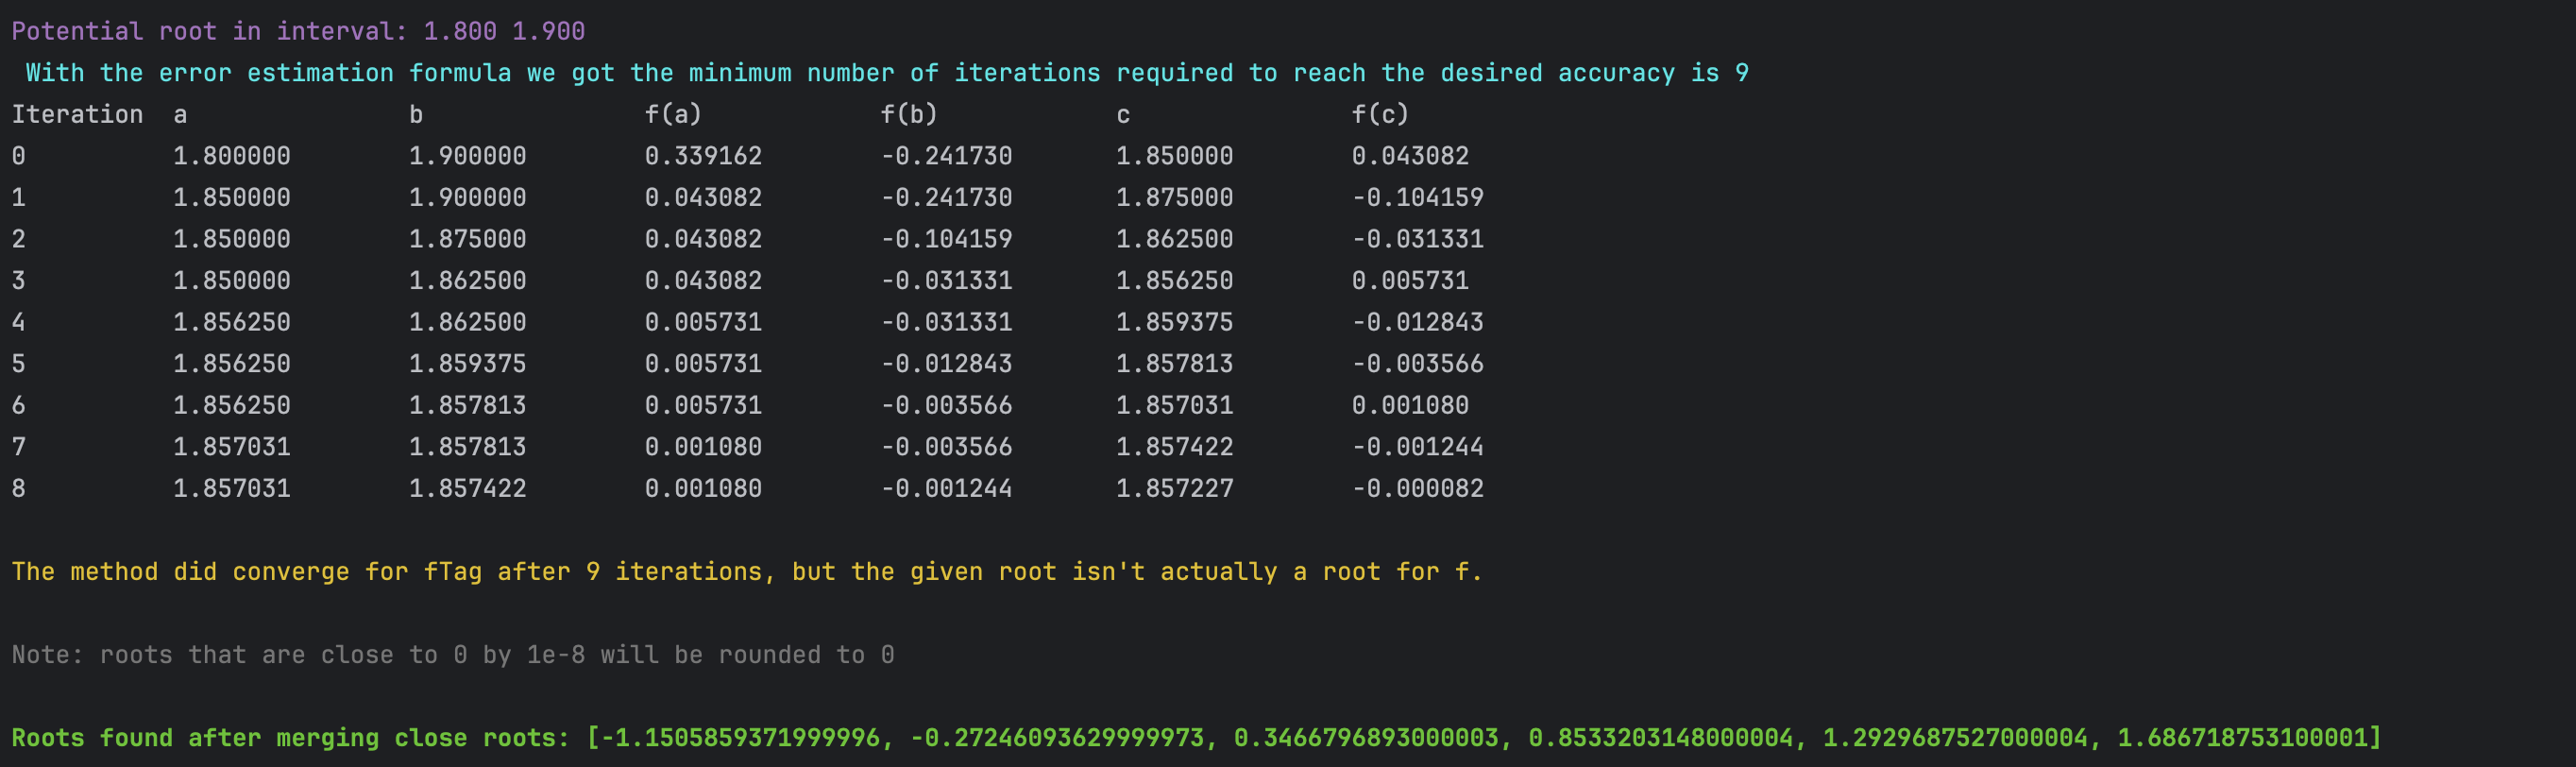 Potential root in interval: 1.800 1.900
With the error estimation formula we got the minimum number of iterations required to reach the desired accuracy is 9
Iteration a b f(a) f(b) c f(c)
0 1.800000 1.900000 0.339162 -0.241730 1.850000 0.043082
1 1.850000 1.900000 0.043082 -0.241730 1.875000 -0.104159
2 1.850000 1.875000 0.043082 -0.104159 1.862500 -0.031331
3 1.850000 1.862500 0.043082 -0.031331 1.856250 0.005731
4 1.856250 1.862500 0.005731 -0.031331 1.859375 -0.012843
5 1.856250 1.859375 0.005731 -0.012843 1.857813 -0.003566
6 1.856250 1.857813 0.005731 -0.003566 1.857031 0.001080
7 1.857031 1.857813 0.001080 -0.003566 1.857422 -0.001244
8 1.857031 1.857422 0.001080 -0.001244 1.857227 -0.000082
The method did converge for fTag after 9 iterations, but the given root isn't actually a root for f.
Note: roots that are close to 0 by 1e-8 will be rounded to 0
Roots found after merging close roots: [-1.1505859371999996, -0.27246093629999973, 0.3466796893000003, 0.8533203148000004, 1.2929687527000004, 1.686718753100001]